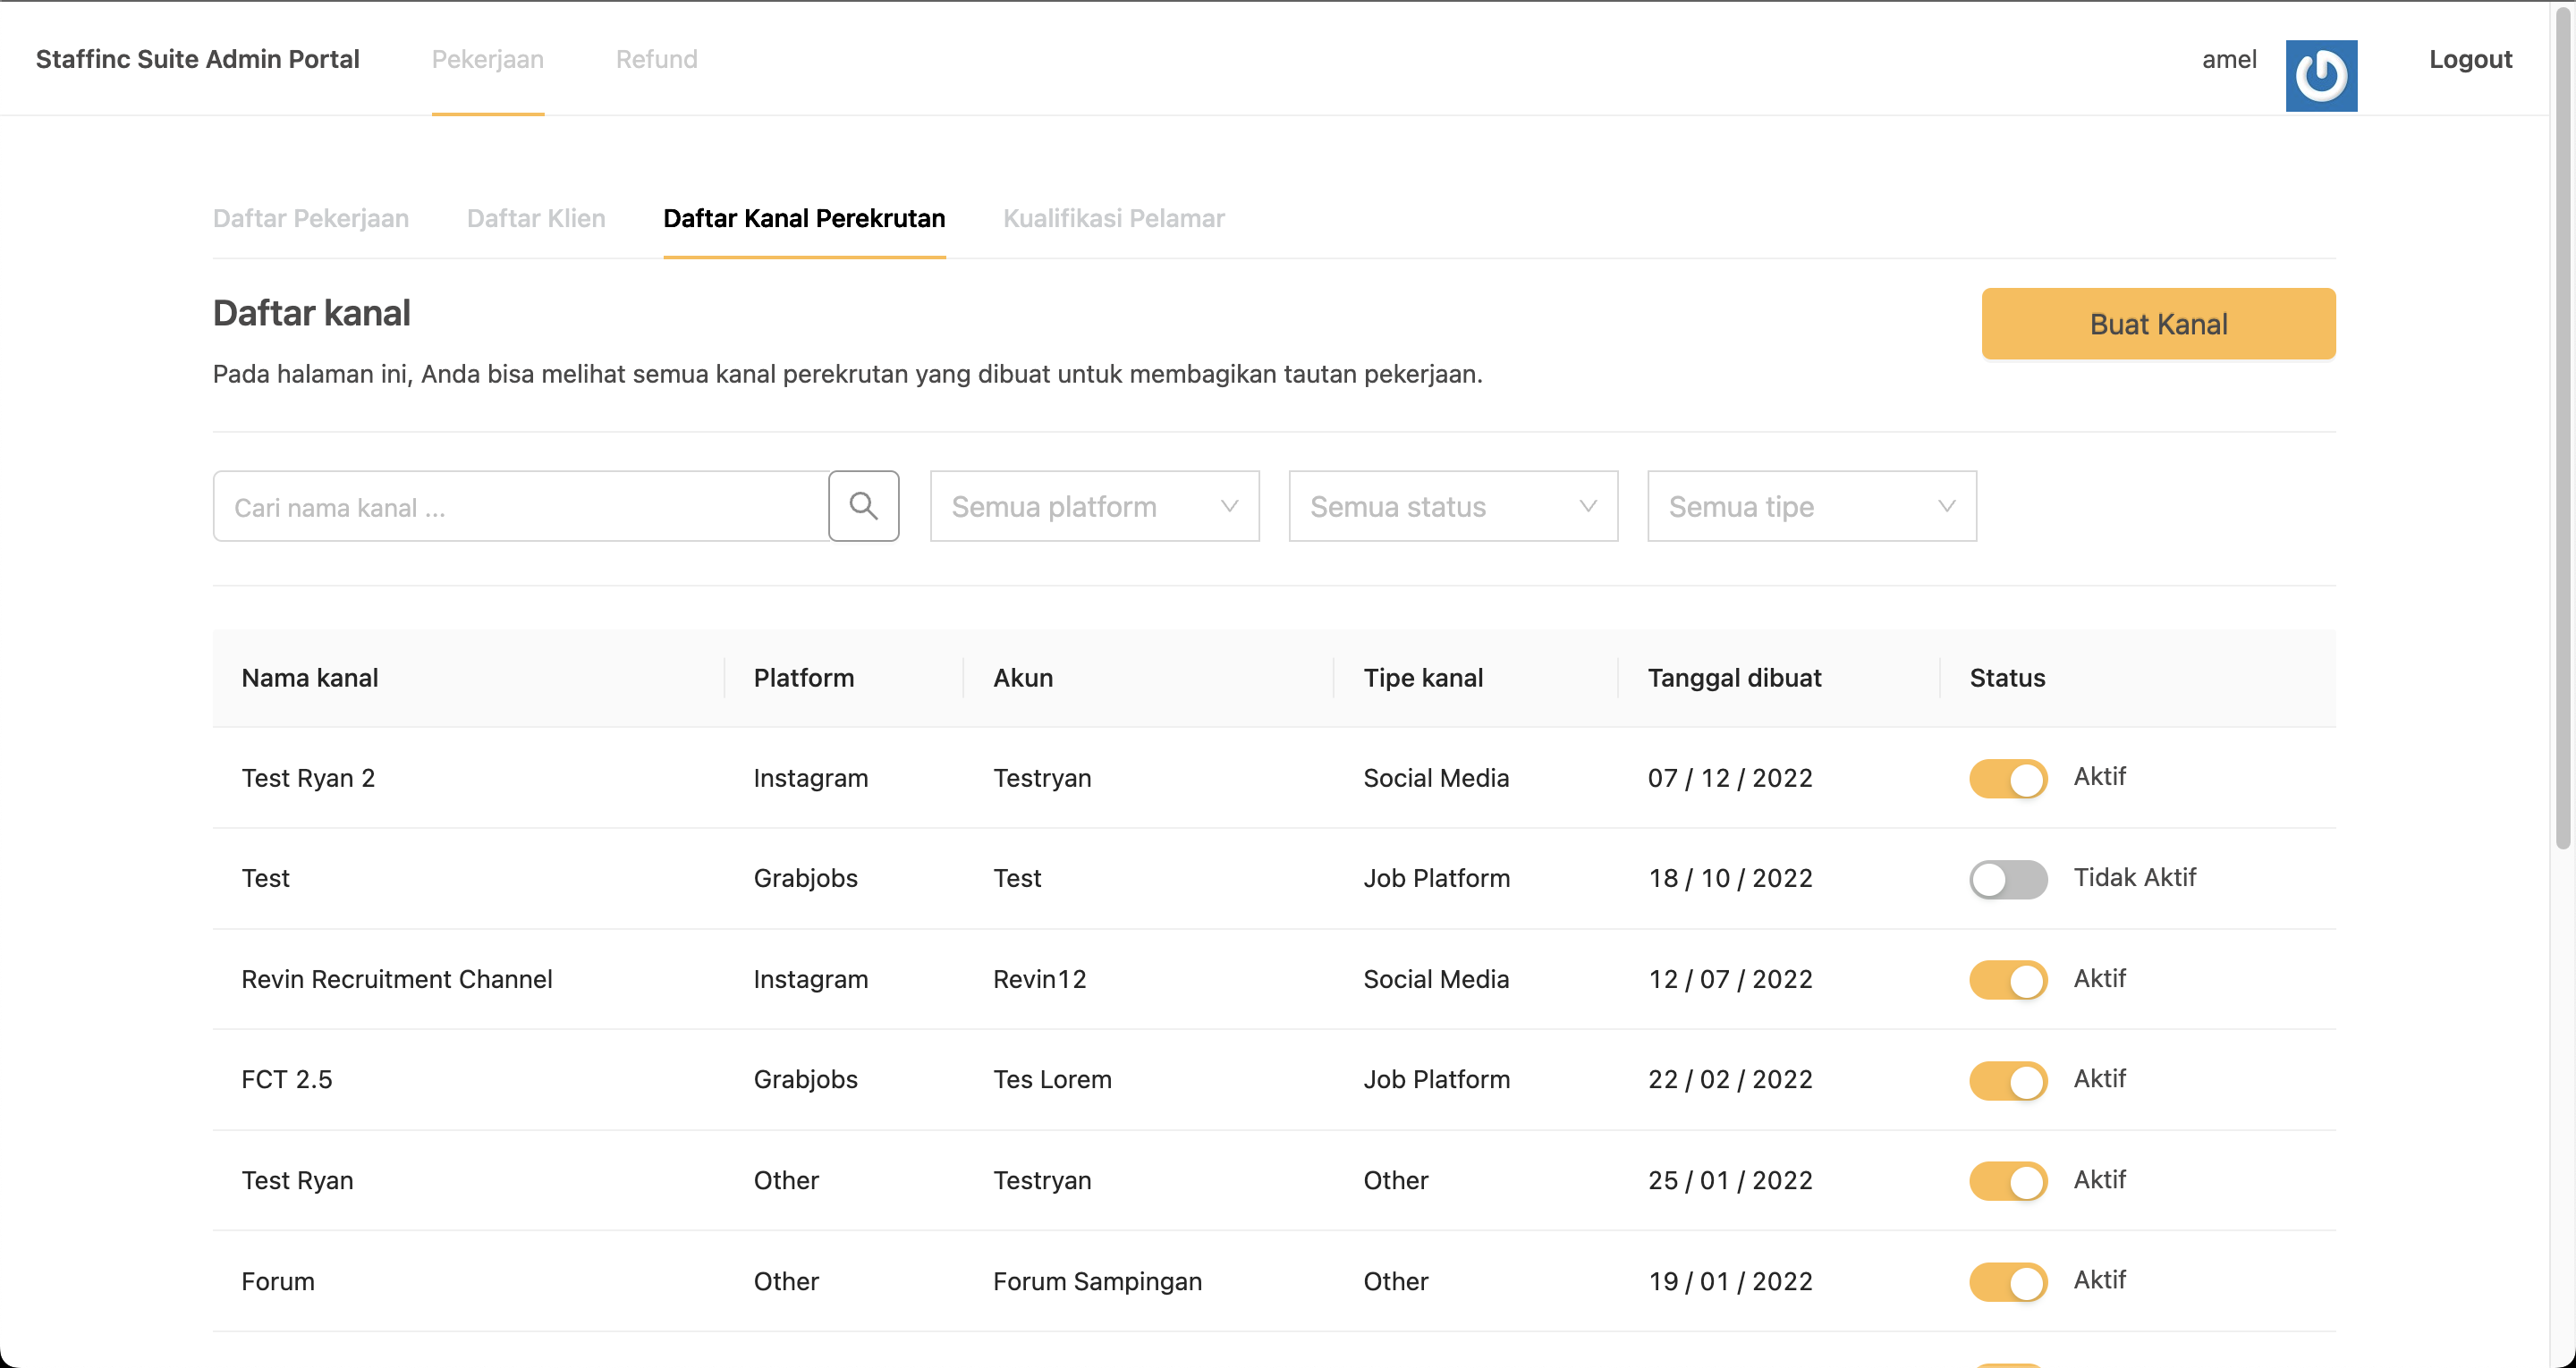 Staffinc Suite Admin Portal Pekerjaan Refund amel Logout
Daftar Pekerjaan Daftar Klien Daftar Kanal Perekrutan Kualifikasi Pelamar
Daftar kanal
Buat Kanal
Pada halaman ini, Anda bisa melihat semua kanal perekrutan yang dibuat untuk membagikan tautan pekerjaan.
Cari nama kanal ... Semua platform Semua status Semua tipe
Nama kanal Platform Akun Tipe kanal Tanggal dibuat Status
Test Ryan 2 Instagram Testryan Social Media 07 / 12 / 2022 Aktif
Test Grabjobs Test Job Platform 18 / 10 / 2022 Tidak Aktif
Revin Recruitment Channel Instagram Revin12 Social Media 12 / 07 / 2022 Aktif
FCT 2.5 Grabjobs Tes Lorem Job Platform 22 / 02 / 2022 Aktif
Test Ryan Other Testryan Other 25 / 01 / 2022 Aktif
Forum Other Forum Sampingan Other 19 / 01 / 2022 Aktif